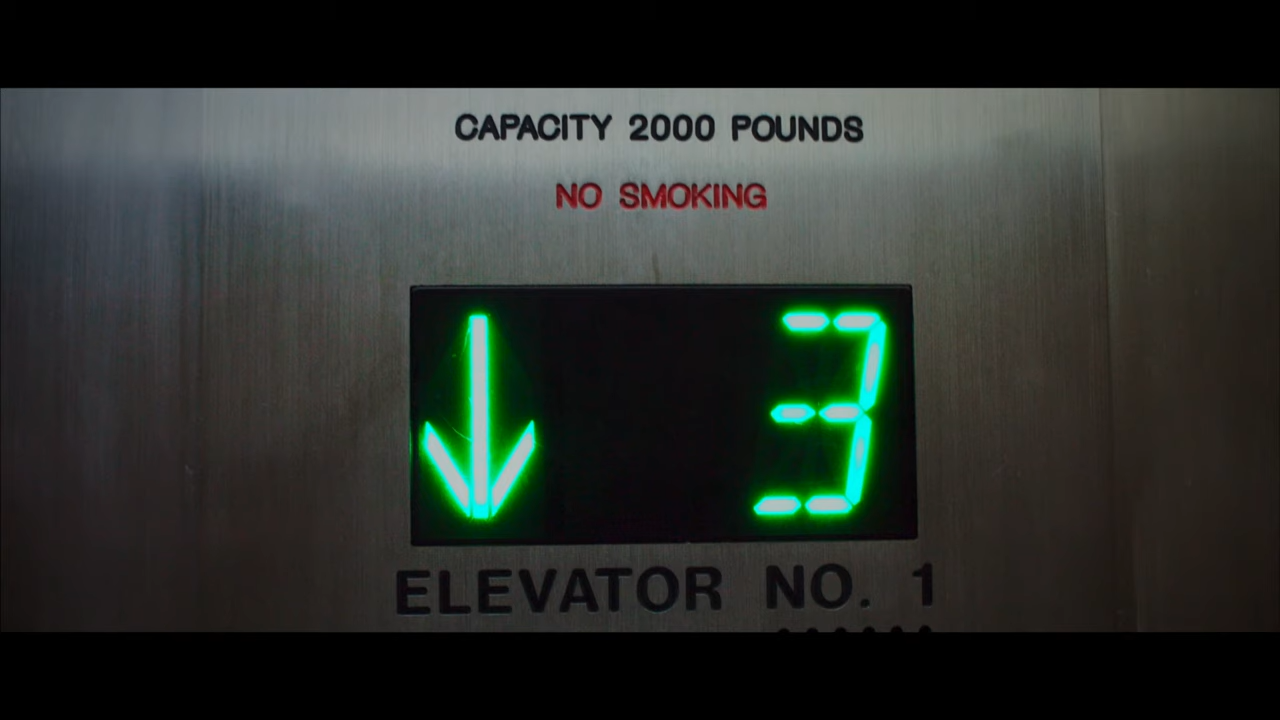 CAPACITY 2000 POUNDS
NO SMOKING
↓ 3
ELEVATOR NO. 1